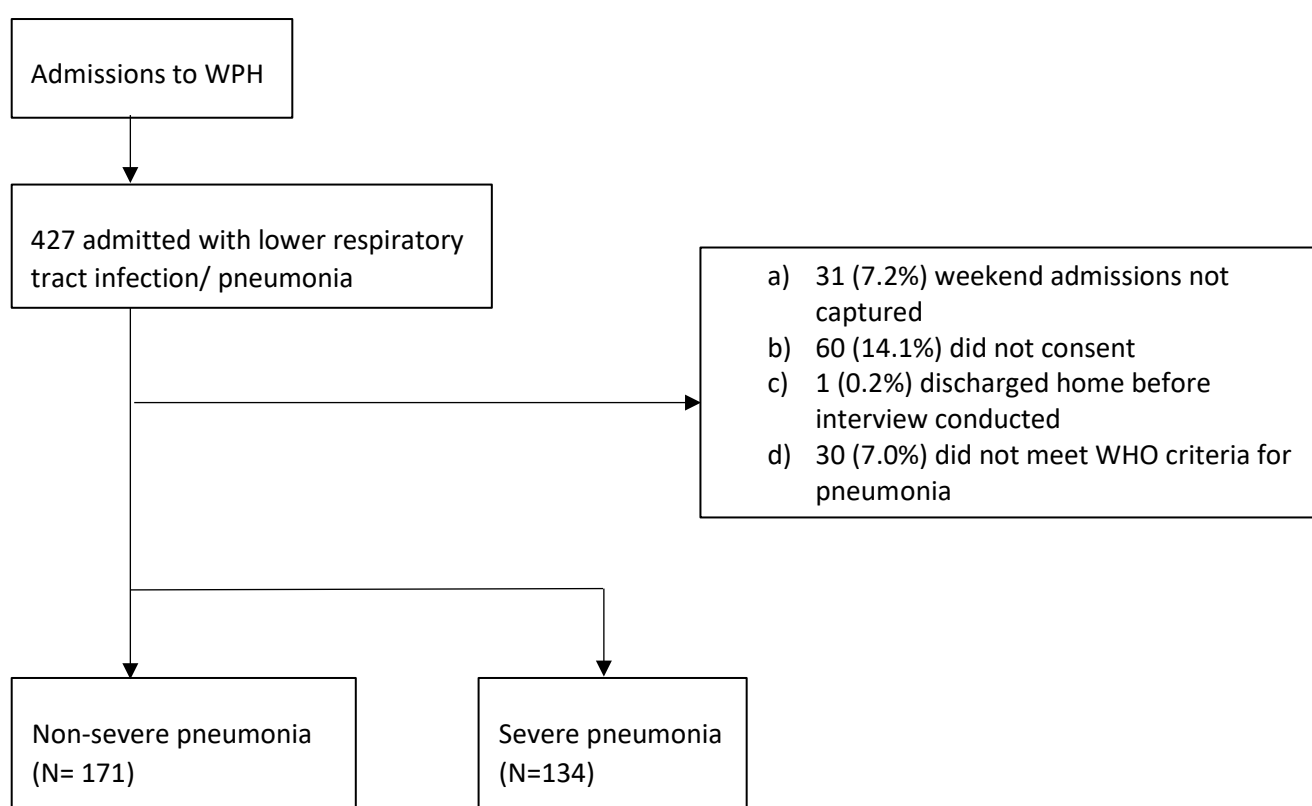 Admissions to WPH
427 admitted with lower respiratory
tract infection/ pneumonia
a) 31 (7.2%) weekend admissions not
captured
b) 60 (14.1%) did not consent
c) 1 (0.2%) discharged home before
interview conducted
d) 30 (7.0%) did not meet WHO criteria for
pneumonia
Non-severe pneumonia
(N= 171)
Severe pneumonia
(N=134)